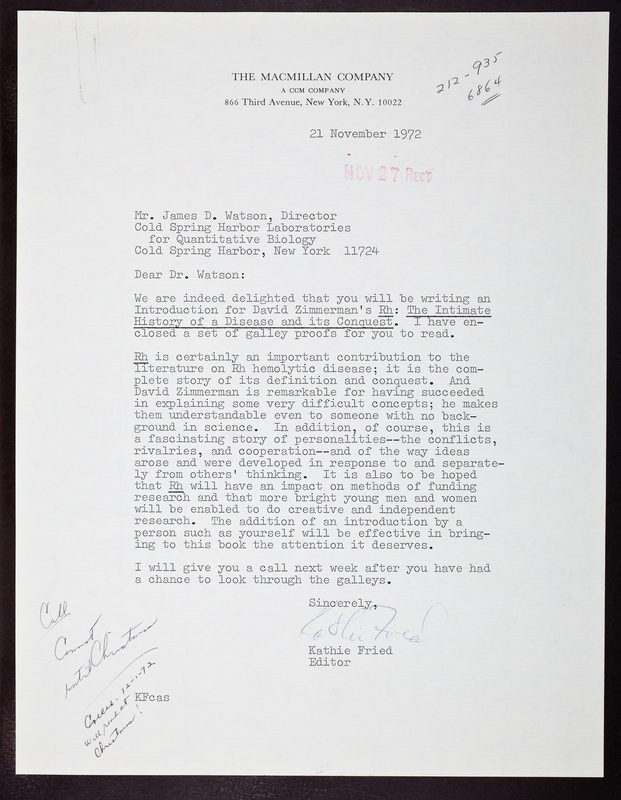 THE MACMILLAN COMPANY
A CCM COMPANY
866 Third Avenue, New York, N.Y. 10022
212-935
6864
21 November 1972
NOV 27 REC'D
Mr. James D. Watson, Director
Cold Spring Harbor Laboratories
for Quantitative Biology
Cold Spring Harbor, New York 11724
Dear Dr. Watson:
We are indeed delighted that you will be writing an
Introduction for David Zimmerman's Rh: The Intimate
History of a Disease and its Conquest. I have en-
closed a set of galley proofs for you to read.
Rh is certainly an important contribution to the
literature on Rh hemolytic disease; it is the com-
plete story of its definition and conquest. And
David Zimmerman is remarkable for having succeeded
in explaining some very difficult concepts; he makes
them understandable even to someone with no back-
ground in science. In addition, of course, this is
a fascinating story of personalities--the conflicts,
rivalries, and cooperation--and of the way ideas
arose and were developed in response to and separate-
ly from others' thinking. It is also to be hoped
that Rh will have an impact on methods of funding
research and that more bright young men and women
will be enabled to do creative and independent
research. The addition of an introduction by a
person such as yourself will be effective in bring-
ing to this book the attention it deserves.
I will give you a call next week after you have had
a chance to look through the galleys.
Sincerely,
Kathie Fried
Kathie Fried
Editor
Call
Cannot
until Christmas
KFcas
Called 12-1-72
will at
Christmas!